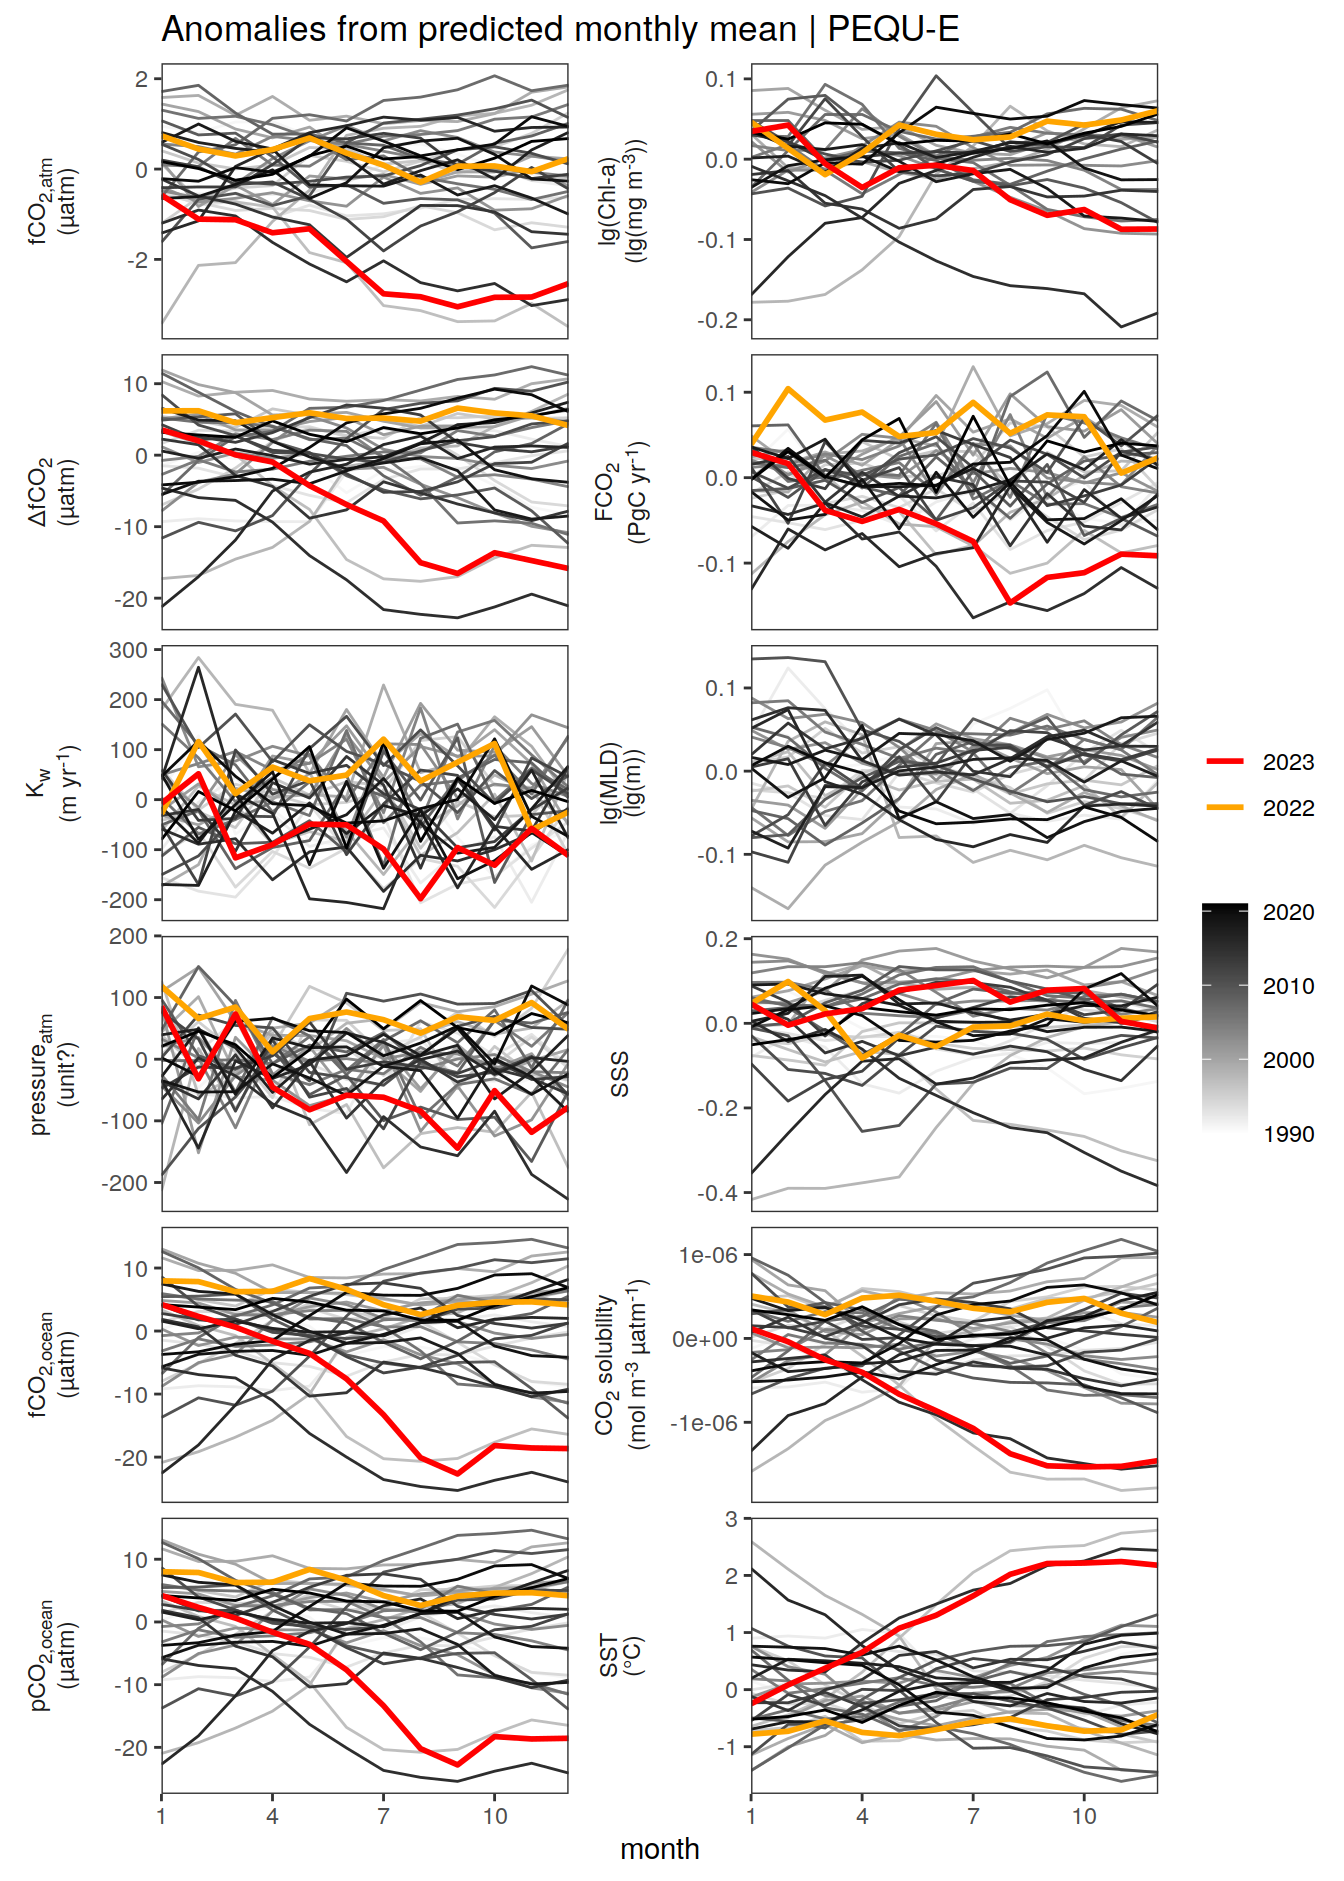 Anomalies from predicted monthly mean | PEQU-E
fCO2,atm
(µatm)
2
0
-2
lg(Chl-a)
(lg(mg m-3))
0.1
0.0
-0.1
-0.2
ΔfCO2
(µatm)
10
0
-10
-20
FCO2
(PgC yr-1)
0.1
0.0
-0.1
Kw
(m yr-1)
300
200
100
0
-100
-200
lg(MLD)
(lg(m))
0.1
0.0
-0.1
pressureatm
(unit?)
200
100
0
-100
-200
SSS
0.2
0.0
-0.2
-0.4
fCO2,ocean
(µatm)
10
0
-10
-20
CO2 solubility
(mol m-3 µatm-1)
1e-06
0e+00
-1e-06
pCO2,ocean
(µatm)
10
0
-10
-20
SST
(°C)
3
2
1
0
-1
1 4 7 10
1 4 7 10
month
2023
2022
2020
2010
2000
1990